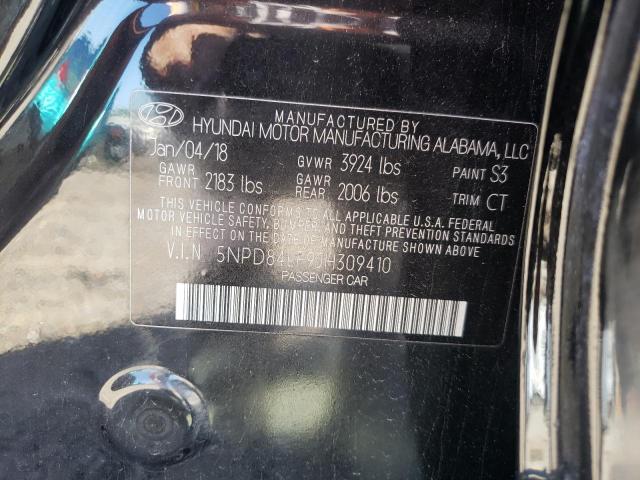 MANUFACTURED BY
HYUNDAI MOTOR MANUFACTURING ALABAMA, LLC
Jan/04/18 GVWR 3924 lbs PAINT S3
GAWR FRONT 2183 lbs GAWR REAR 2006 lbs TRIM CT
THIS VEHICLE CONFORMS TO ALL APPLICABLE U.S.A. FEDERAL
MOTOR VEHICLE SAFETY, BUMPER, AND THEFT PREVENTION STANDARDS
IN EFFECT ON THE DATE OF MANUFACTURE SHOWN ABOVE
V.I.N 5NPD84LF9JH309410
PASSENGER CAR